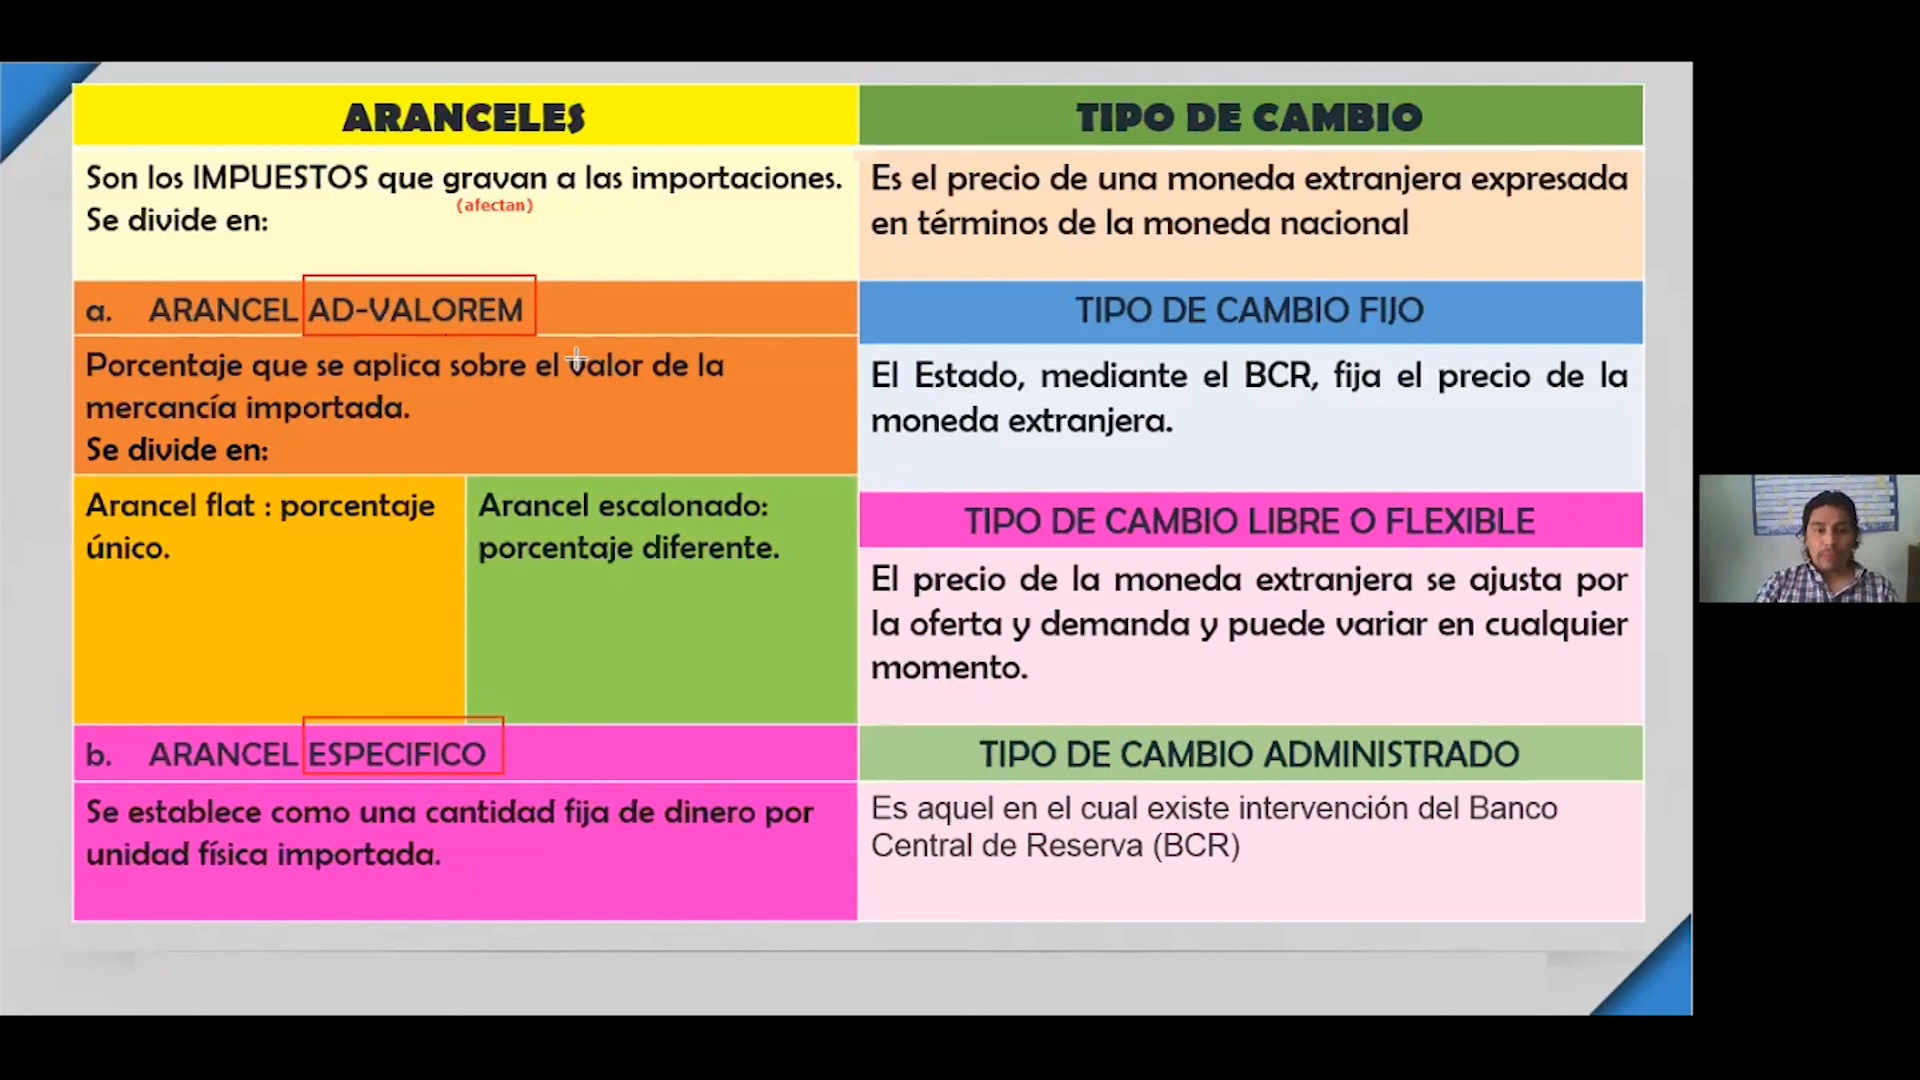 ARANCELES
Son los IMPUESTOS que gravan a las importaciones.
(afectan)
Se divide en:
a. ARANCEL AD-VALOREM
Porcentaje que se aplica sobre el valor de la
mercancía importada.
Se divide en:
Arancel flat : porcentaje
único.
Arancel escalonado:
porcentaje diferente.
b. ARANCEL ESPECIFICO
Se establece como una cantidad fija de dinero por
unidad física importada.
TIPO DE CAMBIO
Es el precio de una moneda extranjera expresada
en términos de la moneda nacional
TIPO DE CAMBIO FIJO
El Estado, mediante el BCR, fija el precio de la
moneda extranjera.
TIPO DE CAMBIO LIBRE O FLEXIBLE
El precio de la moneda extranjera se ajusta por
la oferta y demanda y puede variar en cualquier
momento.
TIPO DE CAMBIO ADMINISTRADO
Es aquel en el cual existe intervención del Banco
Central de Reserva (BCR)